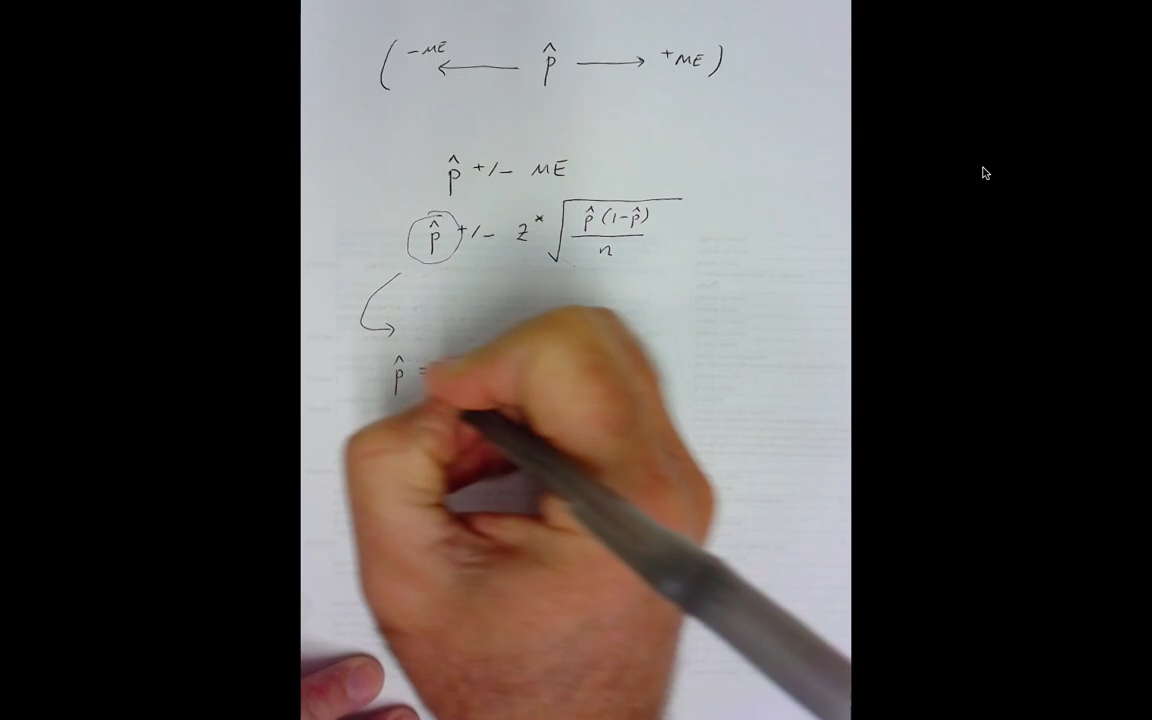 ( -ME ← p̂ → +ME )
p̂ +/- ME
p̂ +/- z* √ p̂(1-p̂) / n
p̂ =